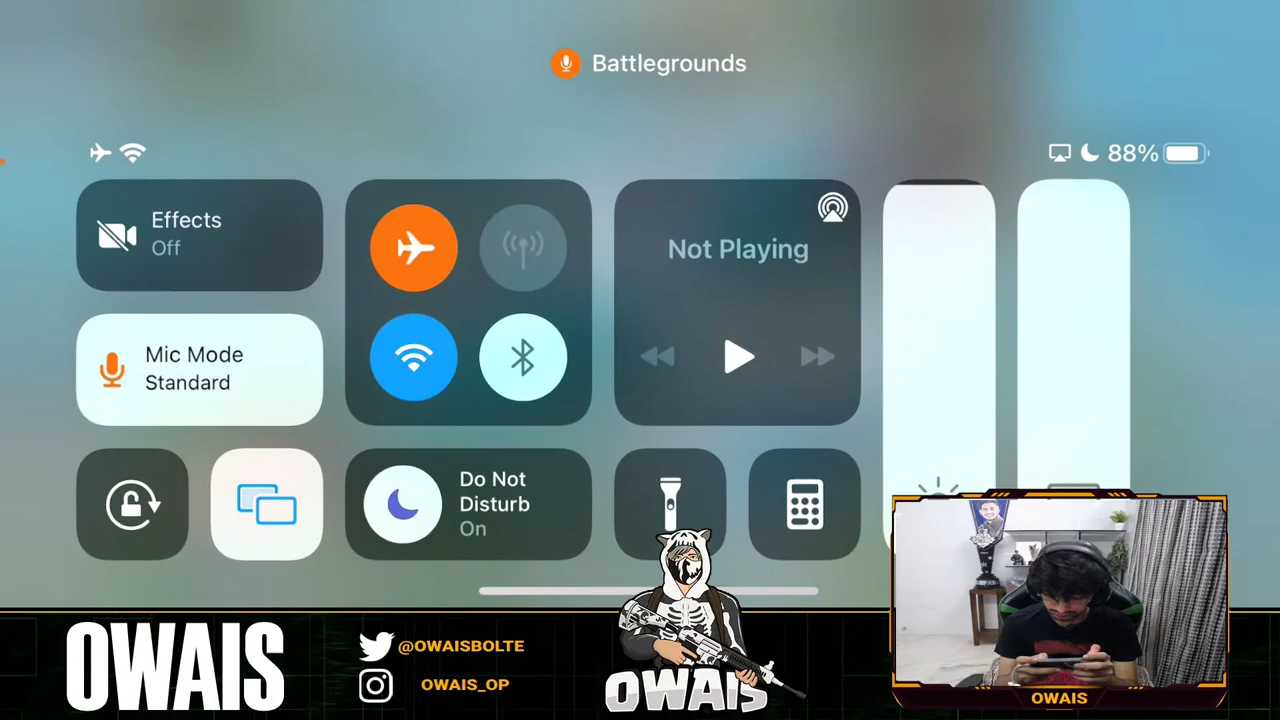 Battlegrounds
88%
Effects
Off
Not Playing
Mic Mode
Standard
Do Not
Disturb
On
OWAIS
@OWAISBOLTE
OWAIS_OP
OWAIS
OWAIS